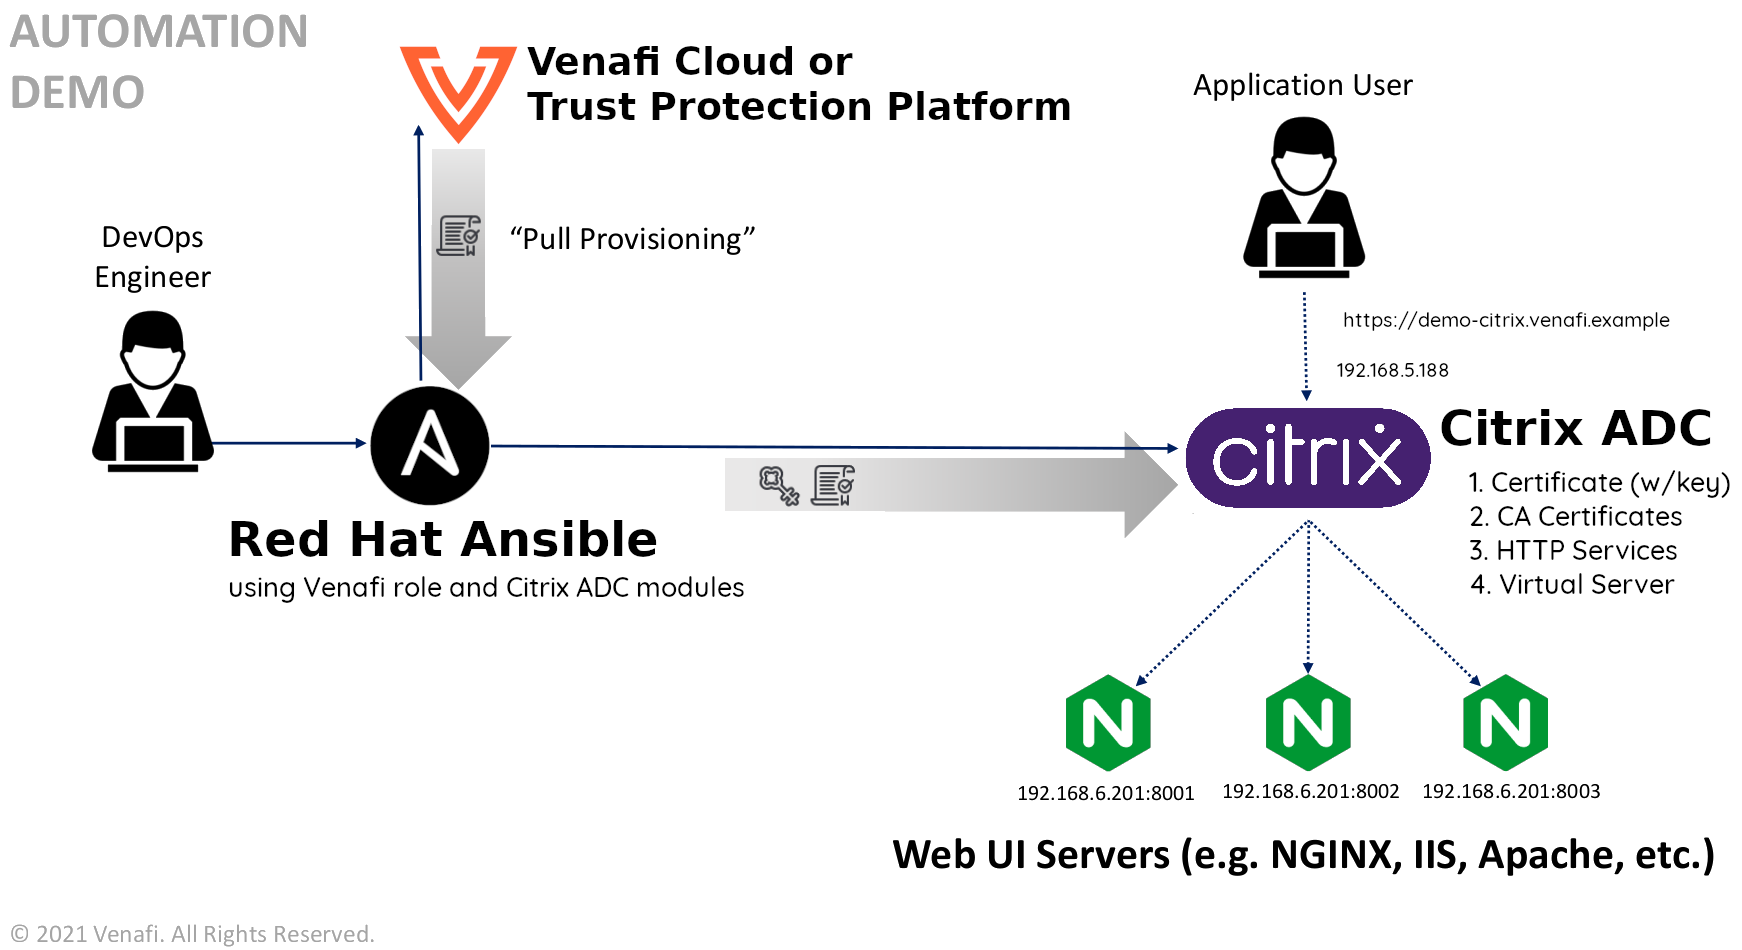 AUTOMATION
DEMO
Venafi Cloud or
Trust Protection Platform
Application User
DevOps
Engineer
“Pull Provisioning”
https://demo-citrix.venafi.example
192.168.5.188
citrix
Citrix ADC
1. Certificate (w/key)
2. CA Certificates
3. HTTP Services
4. Virtual Server
Red Hat Ansible
using Venafi role and Citrix ADC modules
N
N
N
192.168.6.201:8001
192.168.6.201:8002
192.168.6.201:8003
Web UI Servers (e.g. NGINX, IIS, Apache, etc.)
© 2021 Venafi. All Rights Reserved.